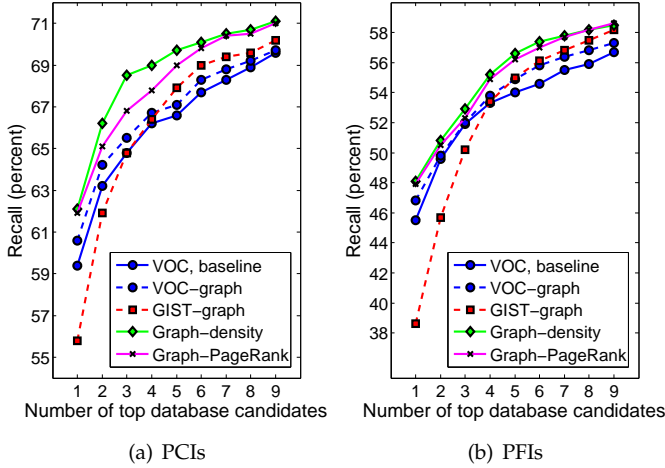 71
69
67
65
63
61
59
57
55
Recall (percent)
VOC, baseline
VOC-graph
GIST-graph
Graph-density
Graph-PageRank
1 2 3 4 5 6 7 8 9
Number of top database candidates
(a) PCIs
58
56
54
52
50
48
46
44
42
40
38
Recall (percent)
VOC, baseline
VOC-graph
GIST-graph
Graph-density
Graph-PageRank
1 2 3 4 5 6 7 8 9
Number of top database candidates
(b) PFIs